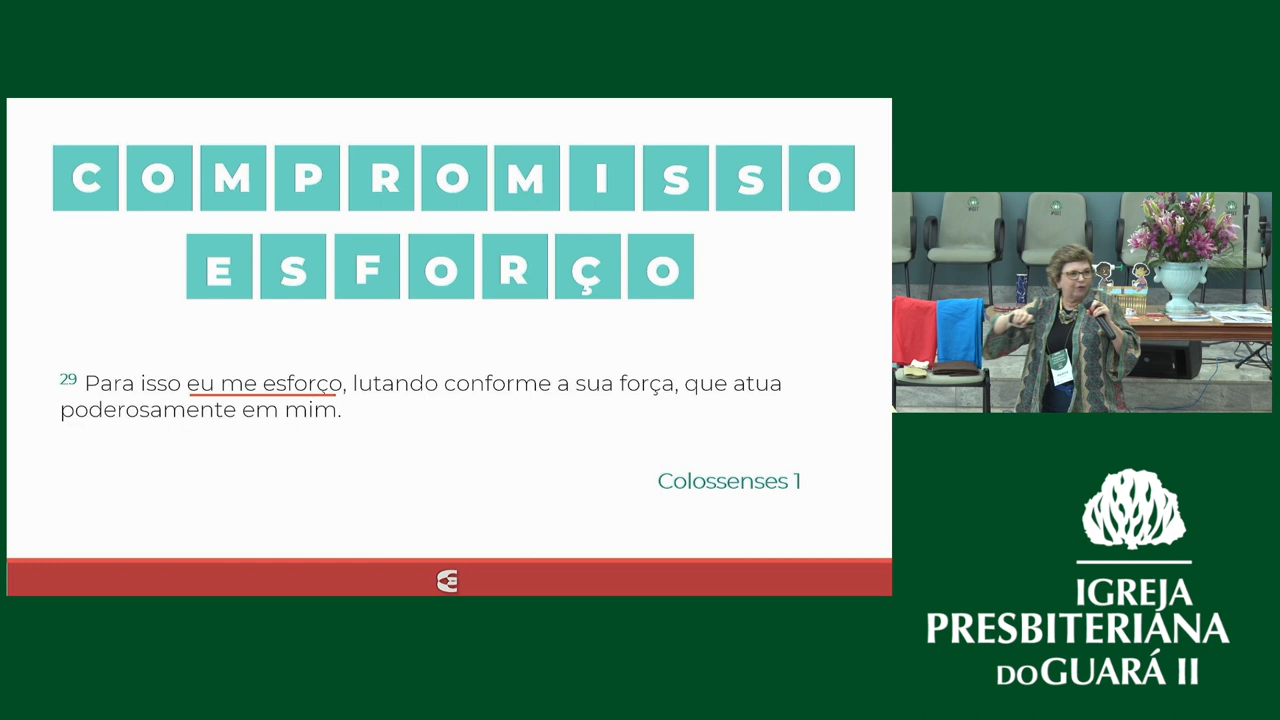 COMPROMISSO
ESFORÇO
29 Para isso eu me esforço, lutando conforme a sua força, que atua
poderosamente em mim.
Colossenses 1
IGREJA
PRESBITERIANA
DO GUARÁ II